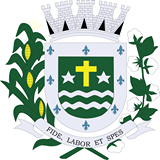 FIDE, LABOR ET SPES